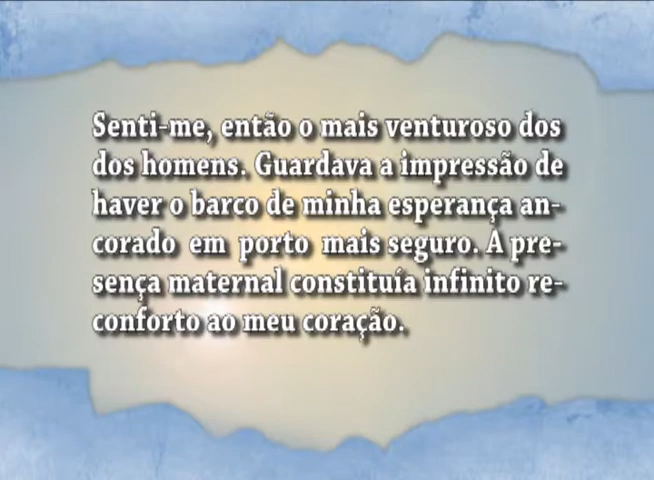 Senti-me, então o mais venturoso dos
dos homens. Guardava a impressão de
haver o barco de minha esperança an-
corado em porto mais seguro. A pre-
sença maternal constituía infinito re-
conforto ao meu coração.